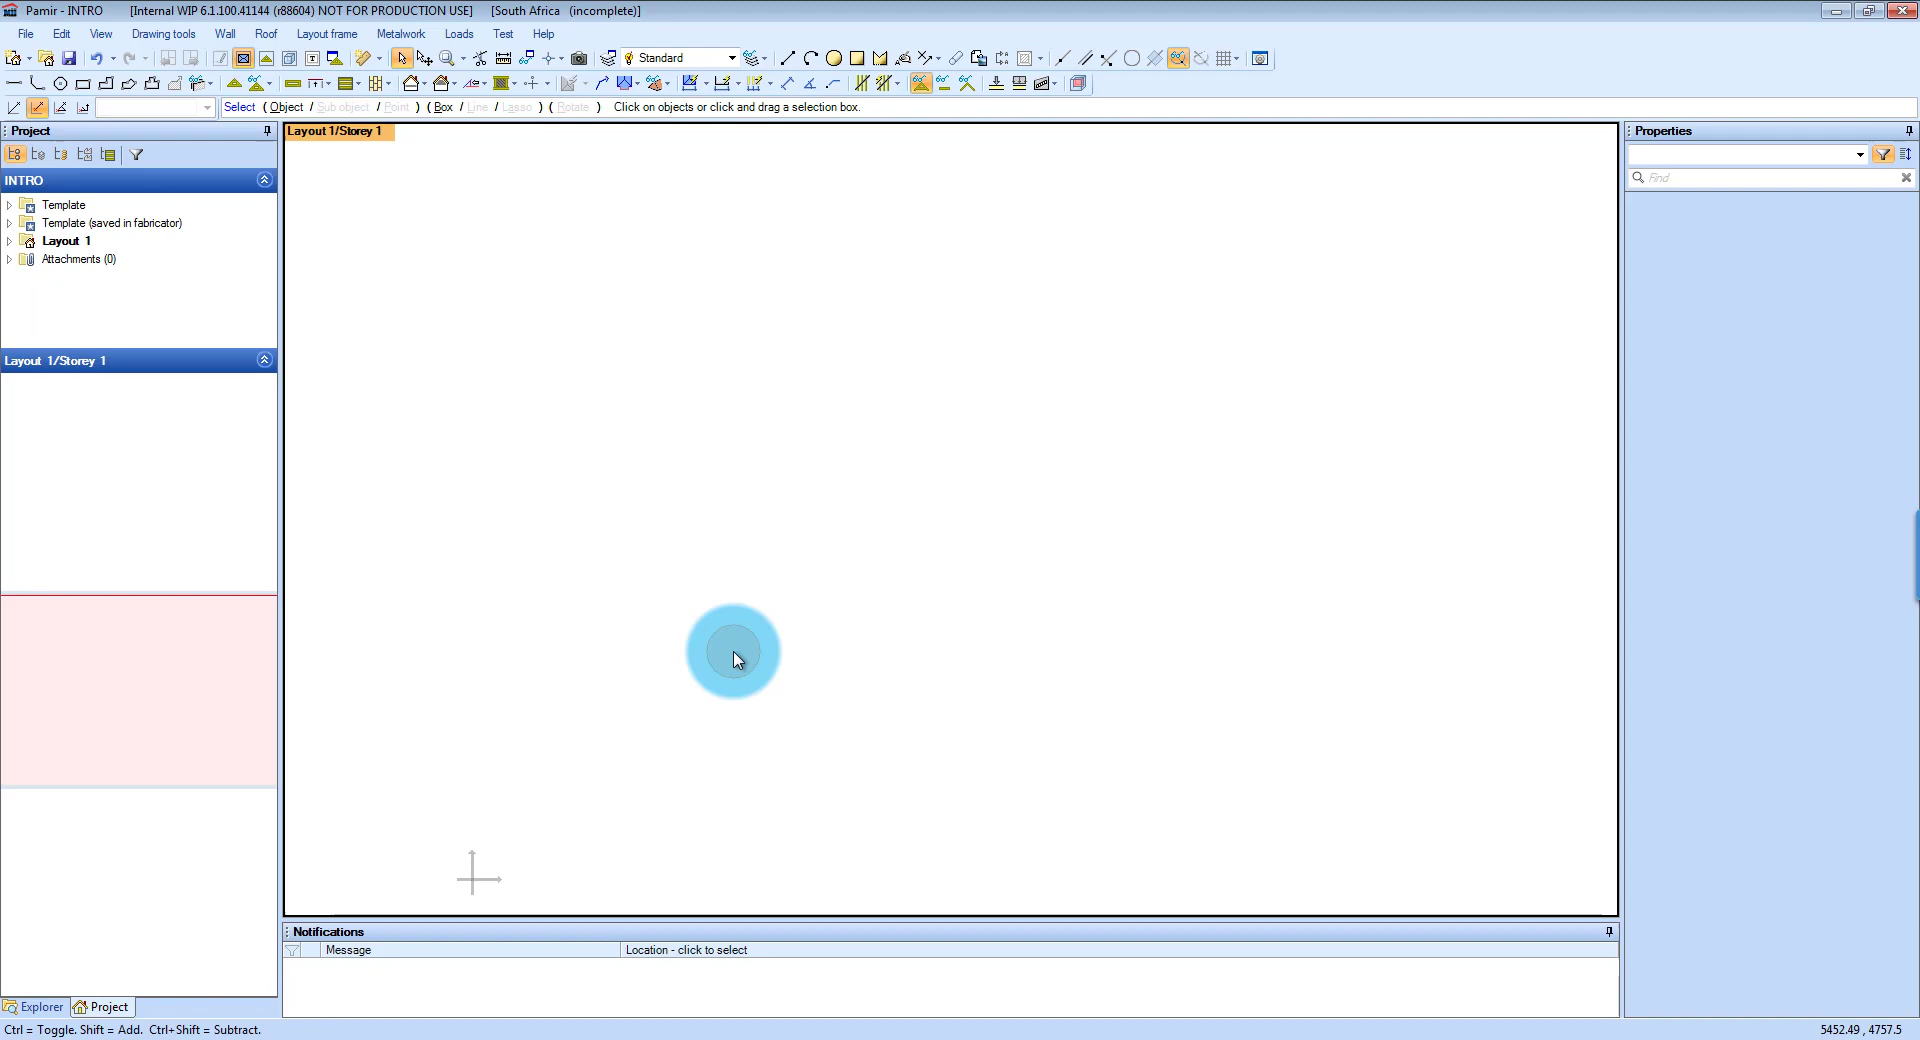 Pamir - INTRO [Internal WIP 6.1.100.41144 (r88604) NOT FOR PRODUCTION USE] [South Africa (incomplete)]
File Edit View Drawing tools Wall Roof Layout frame Metalwork Loads Test Help
Standard
Select ( Object / Sub object / Point ) ( Box / Line / Lasso ) ( Rotate ) Click on objects or click and drag a selection box.
Project
Layout 1/Storey 1
Properties
INTRO
Find
Template
Template (saved in fabricator)
Layout 1
Attachments (0)
Layout 1/Storey 1
Notifications
Message Location - click to select
Explorer Project
Ctrl = Toggle. Shift = Add. Ctrl+Shift = Subtract.
5452.49 , 4757.5